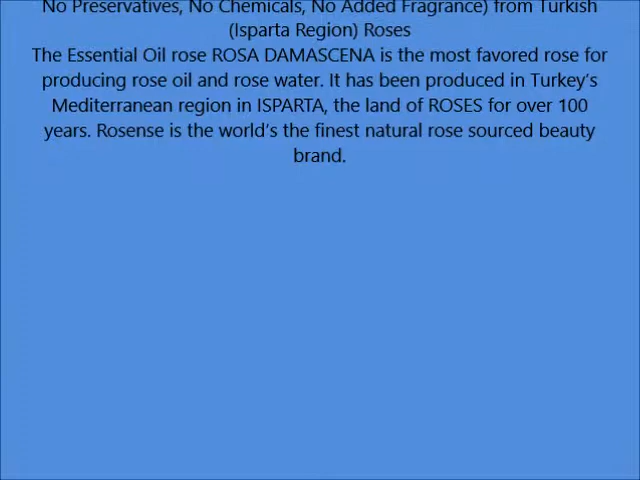 No Preservatives, No Chemicals, No Added Fragrance) from Turkish
(Isparta Region) Roses
The Essential Oil rose ROSA DAMASCENA is the most favored rose for
producing rose oil and rose water. It has been produced in Turkey’s
Mediterranean region in ISPARTA, the land of ROSES for over 100
years. Rosense is the world’s the finest natural rose sourced beauty
brand.